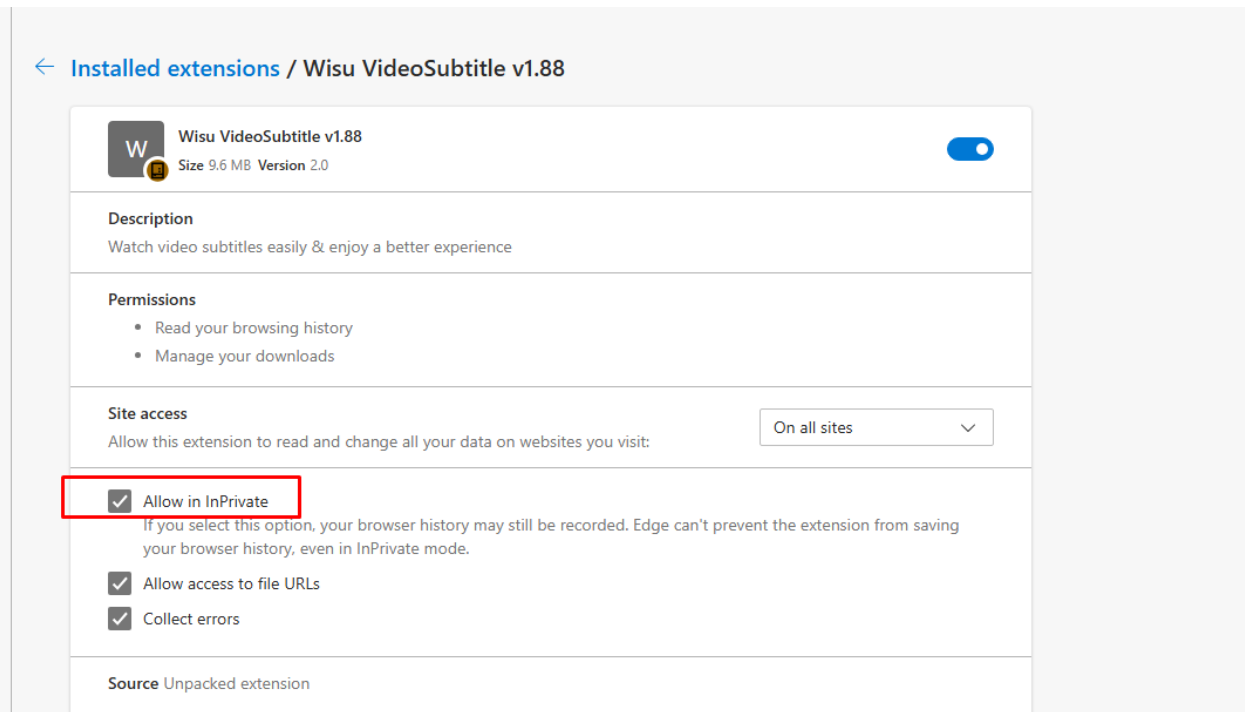 Installed extensions / Wisu VideoSubtitle v1.88
W
Wisu VideoSubtitle v1.88
Size 9.6 MB Version 2.0
Description
Watch video subtitles easily & enjoy a better experience
Permissions
Read your browsing history
Manage your downloads
Site access
Allow this extension to read and change all your data on websites you visit:
On all sites
Allow in InPrivate
If you select this option, your browser history may still be recorded. Edge can't prevent the extension from saving
your browser history, even in InPrivate mode.
Allow access to file URLs
Collect errors
Source Unpacked extension